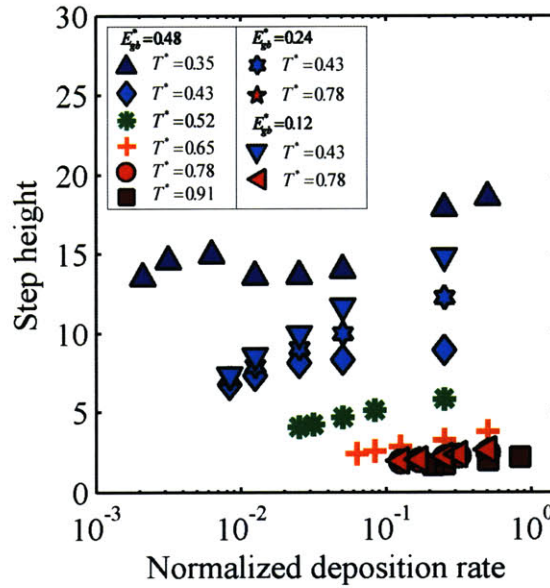 30
25
20
15
10
5
0
Step height
E*gb=0.48
T*=0.35
T*=0.43
T*=0.52
T*=0.65
T*=0.78
T*=0.91
E*gb=0.24
T*=0.43
T*=0.78
E*gb=0.12
T*=0.43
T*=0.78
10^-3 10^-2 10^-1 10^0
Normalized deposition rate